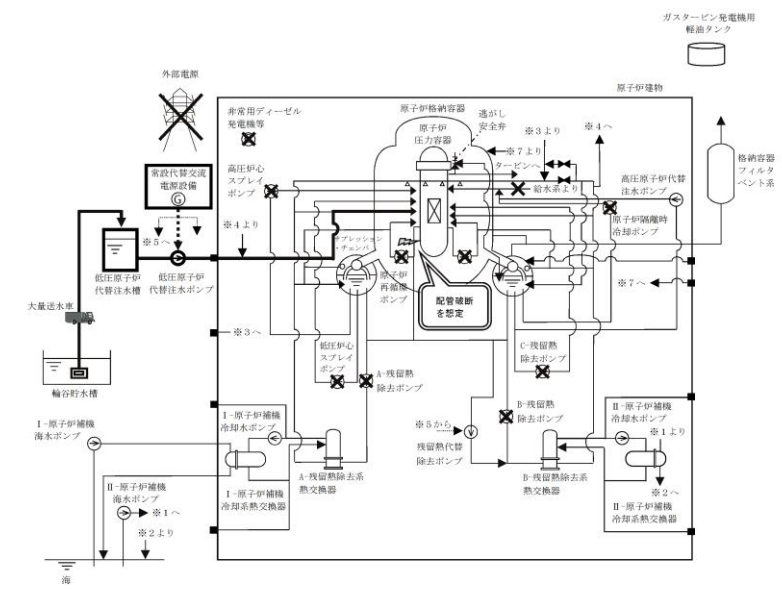 ガスタービン発電機用
軽油タンク
外部電源
原子炉建物
非常用ディーゼル
発電機等
原子炉格納容器
原子炉
圧力容器
逃がし
安全弁
※3より
※4へ
※7より
タービンへ
給水系より
高圧炉心
スプレイ
ポンプ
高圧原子炉代替
注水ポンプ
格納容器
フィルタ
ベント系
常設代替交流
電源設備
G
※5へ
※4より
原子炉隔離時
冷却ポンプ
サプレッション
・チェンバ
低圧原子炉
代替注水槽
低圧原子炉
代替注水ポンプ
原子炉
再循環
ポンプ
配管破断
を想定
※7へ
大量送水車
※3へ
輪谷貯水槽
低圧炉心
スプレイ
ポンプ
A-残留熱
除去ポンプ
C-残留熱
除去ポンプ
B-残留熱
除去ポンプ
※5から
残留熱代替
除去ポンプ
Ⅰ-原子炉補機
海水ポンプ
Ⅰ-原子炉補機
冷却水ポンプ
Ⅱ-原子炉補機
冷却水ポンプ
※1より
※2へ
A-残留熱除去系
熱交換器
B-残留熱除去系
熱交換器
Ⅰ-原子炉補機
冷却系熱交換器
Ⅱ-原子炉補機
冷却系熱交換器
Ⅱ-原子炉補機
海水ポンプ
※1へ
※2より
海